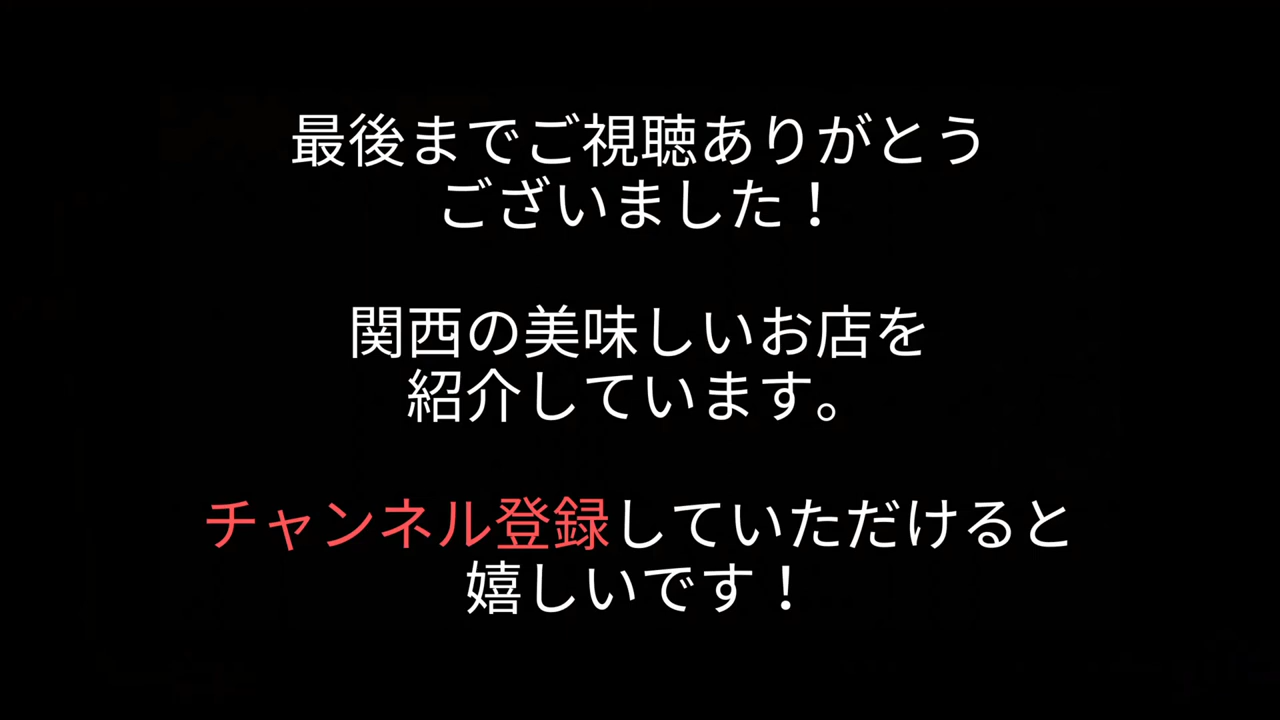 最後までご視聴ありがとう
ございました！
関西の美味しいお店を
紹介しています。
チャンネル登録していただけると
嬉しいです！